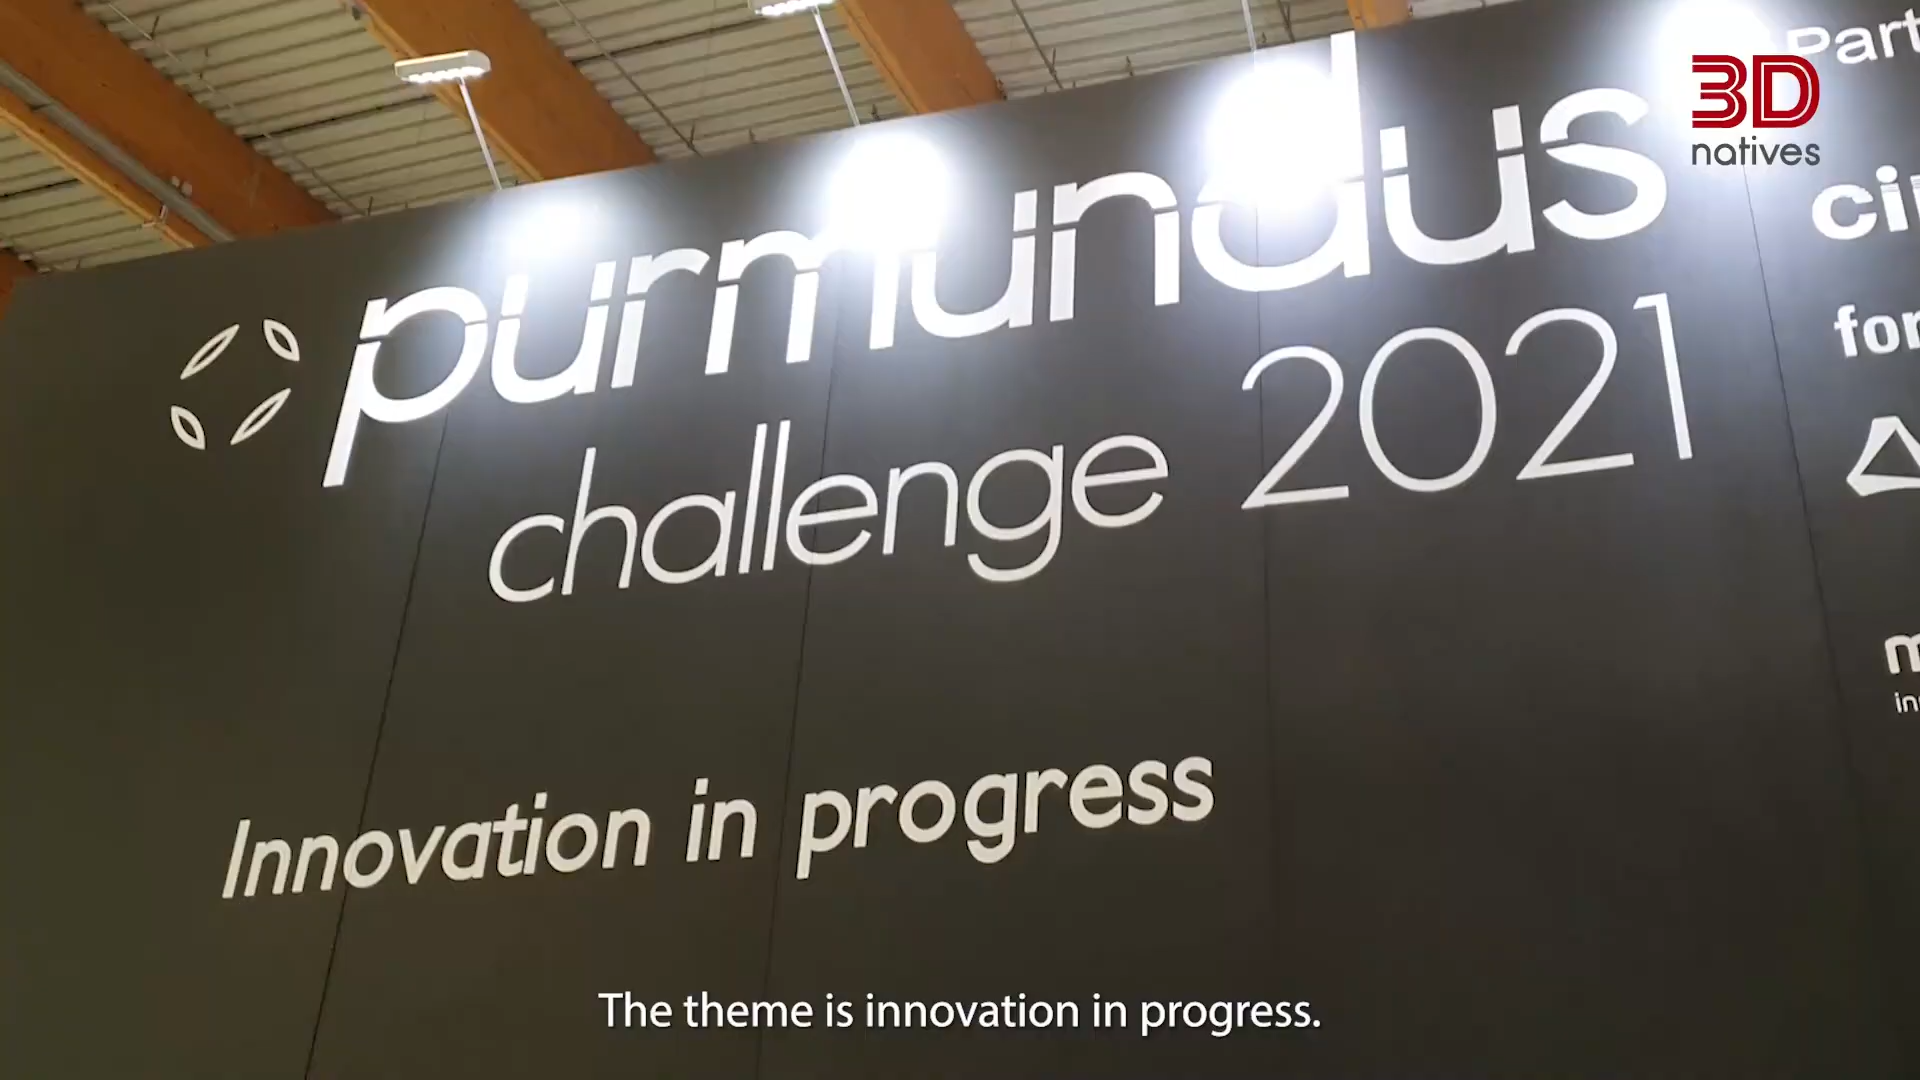 purmundus
challenge 2021
Innovation in progress
3D
natives
The theme is innovation in progress.